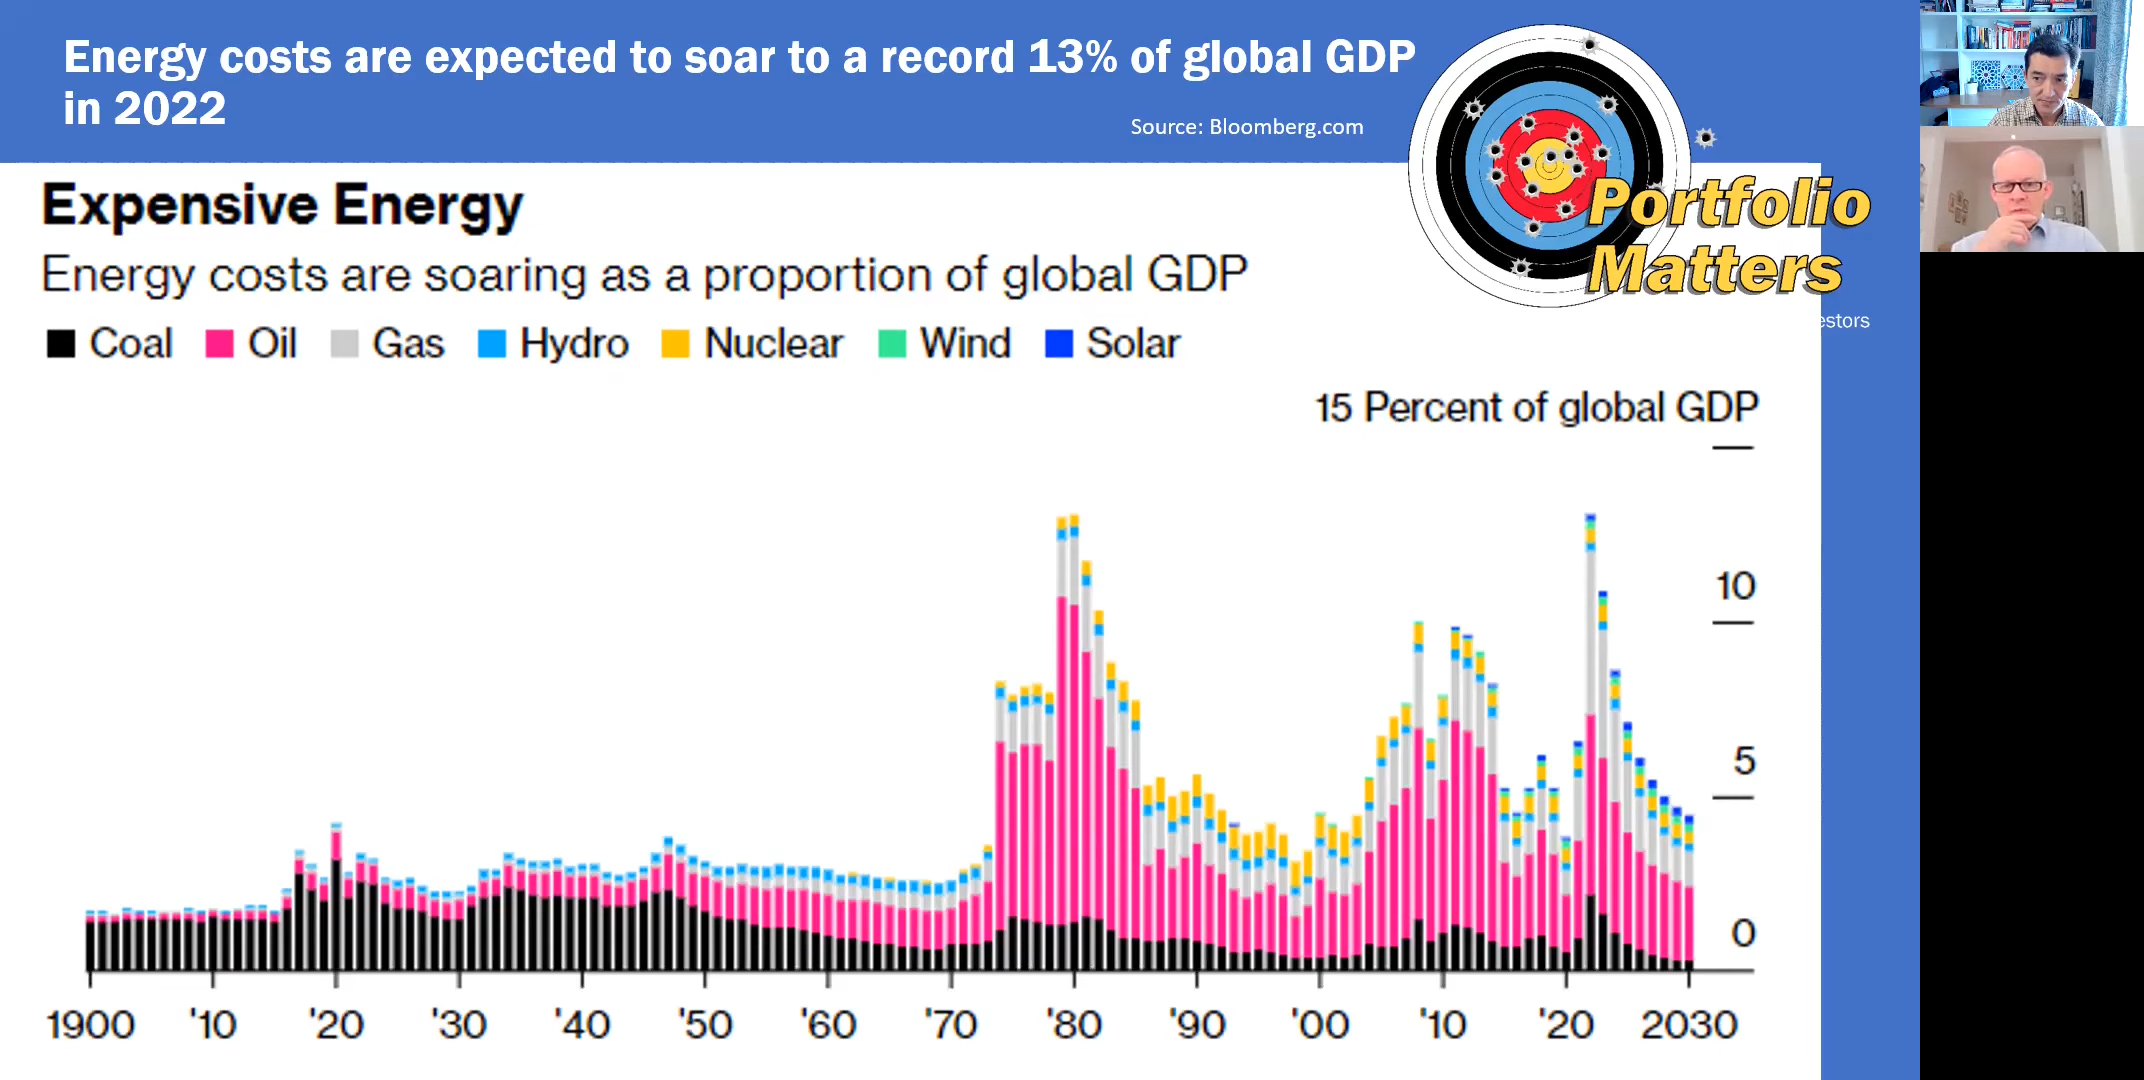 Energy costs are expected to soar to a record 13% of global GDP
in 2022
Source: Bloomberg.com
Portfolio
Matters
estors
Expensive Energy
Energy costs are soaring as a proportion of global GDP
Coal Oil Gas Hydro Nuclear Wind Solar
15 Percent of global GDP
10
5
0
1900 '10 '20 '30 '40 '50 '60 '70 '80 '90 '00 '10 '20 2030